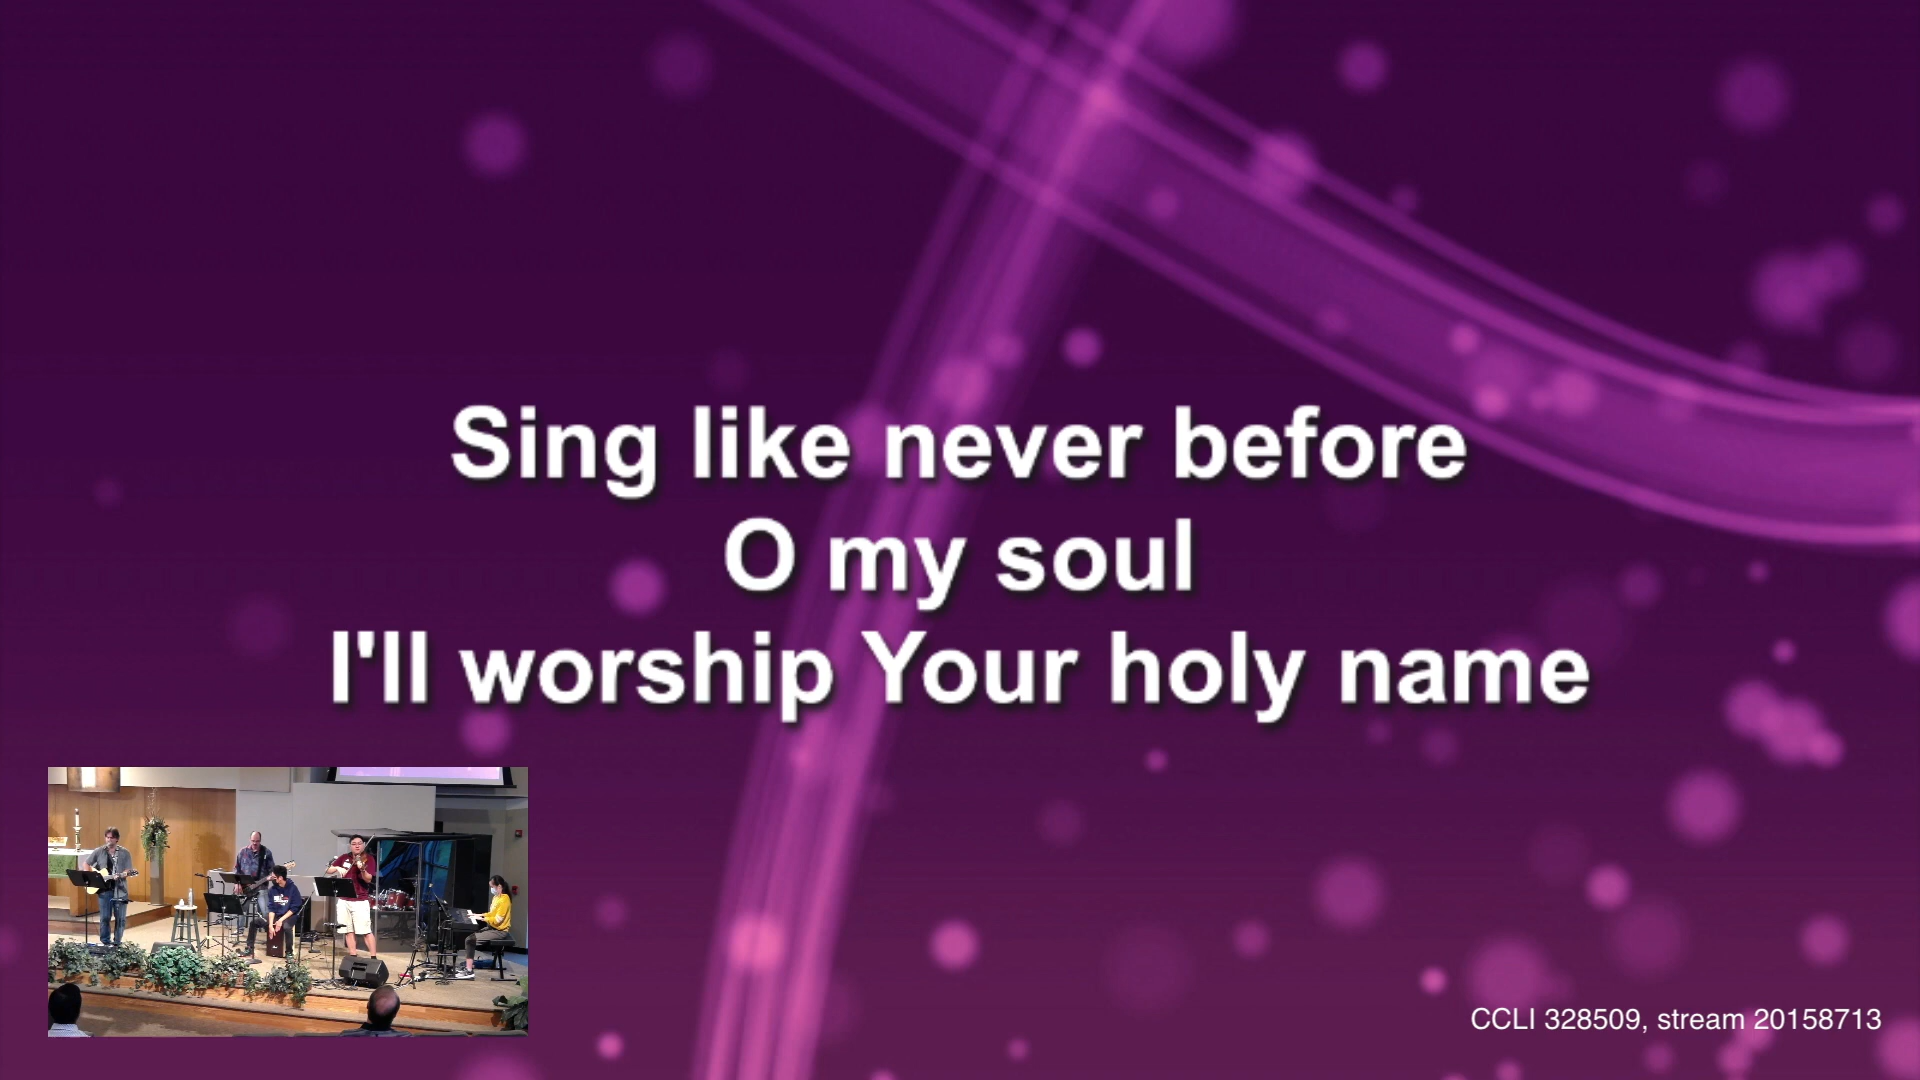 Sing like never before
O my soul
I'll worship Your holy name
CCLI 328509, stream 20158713